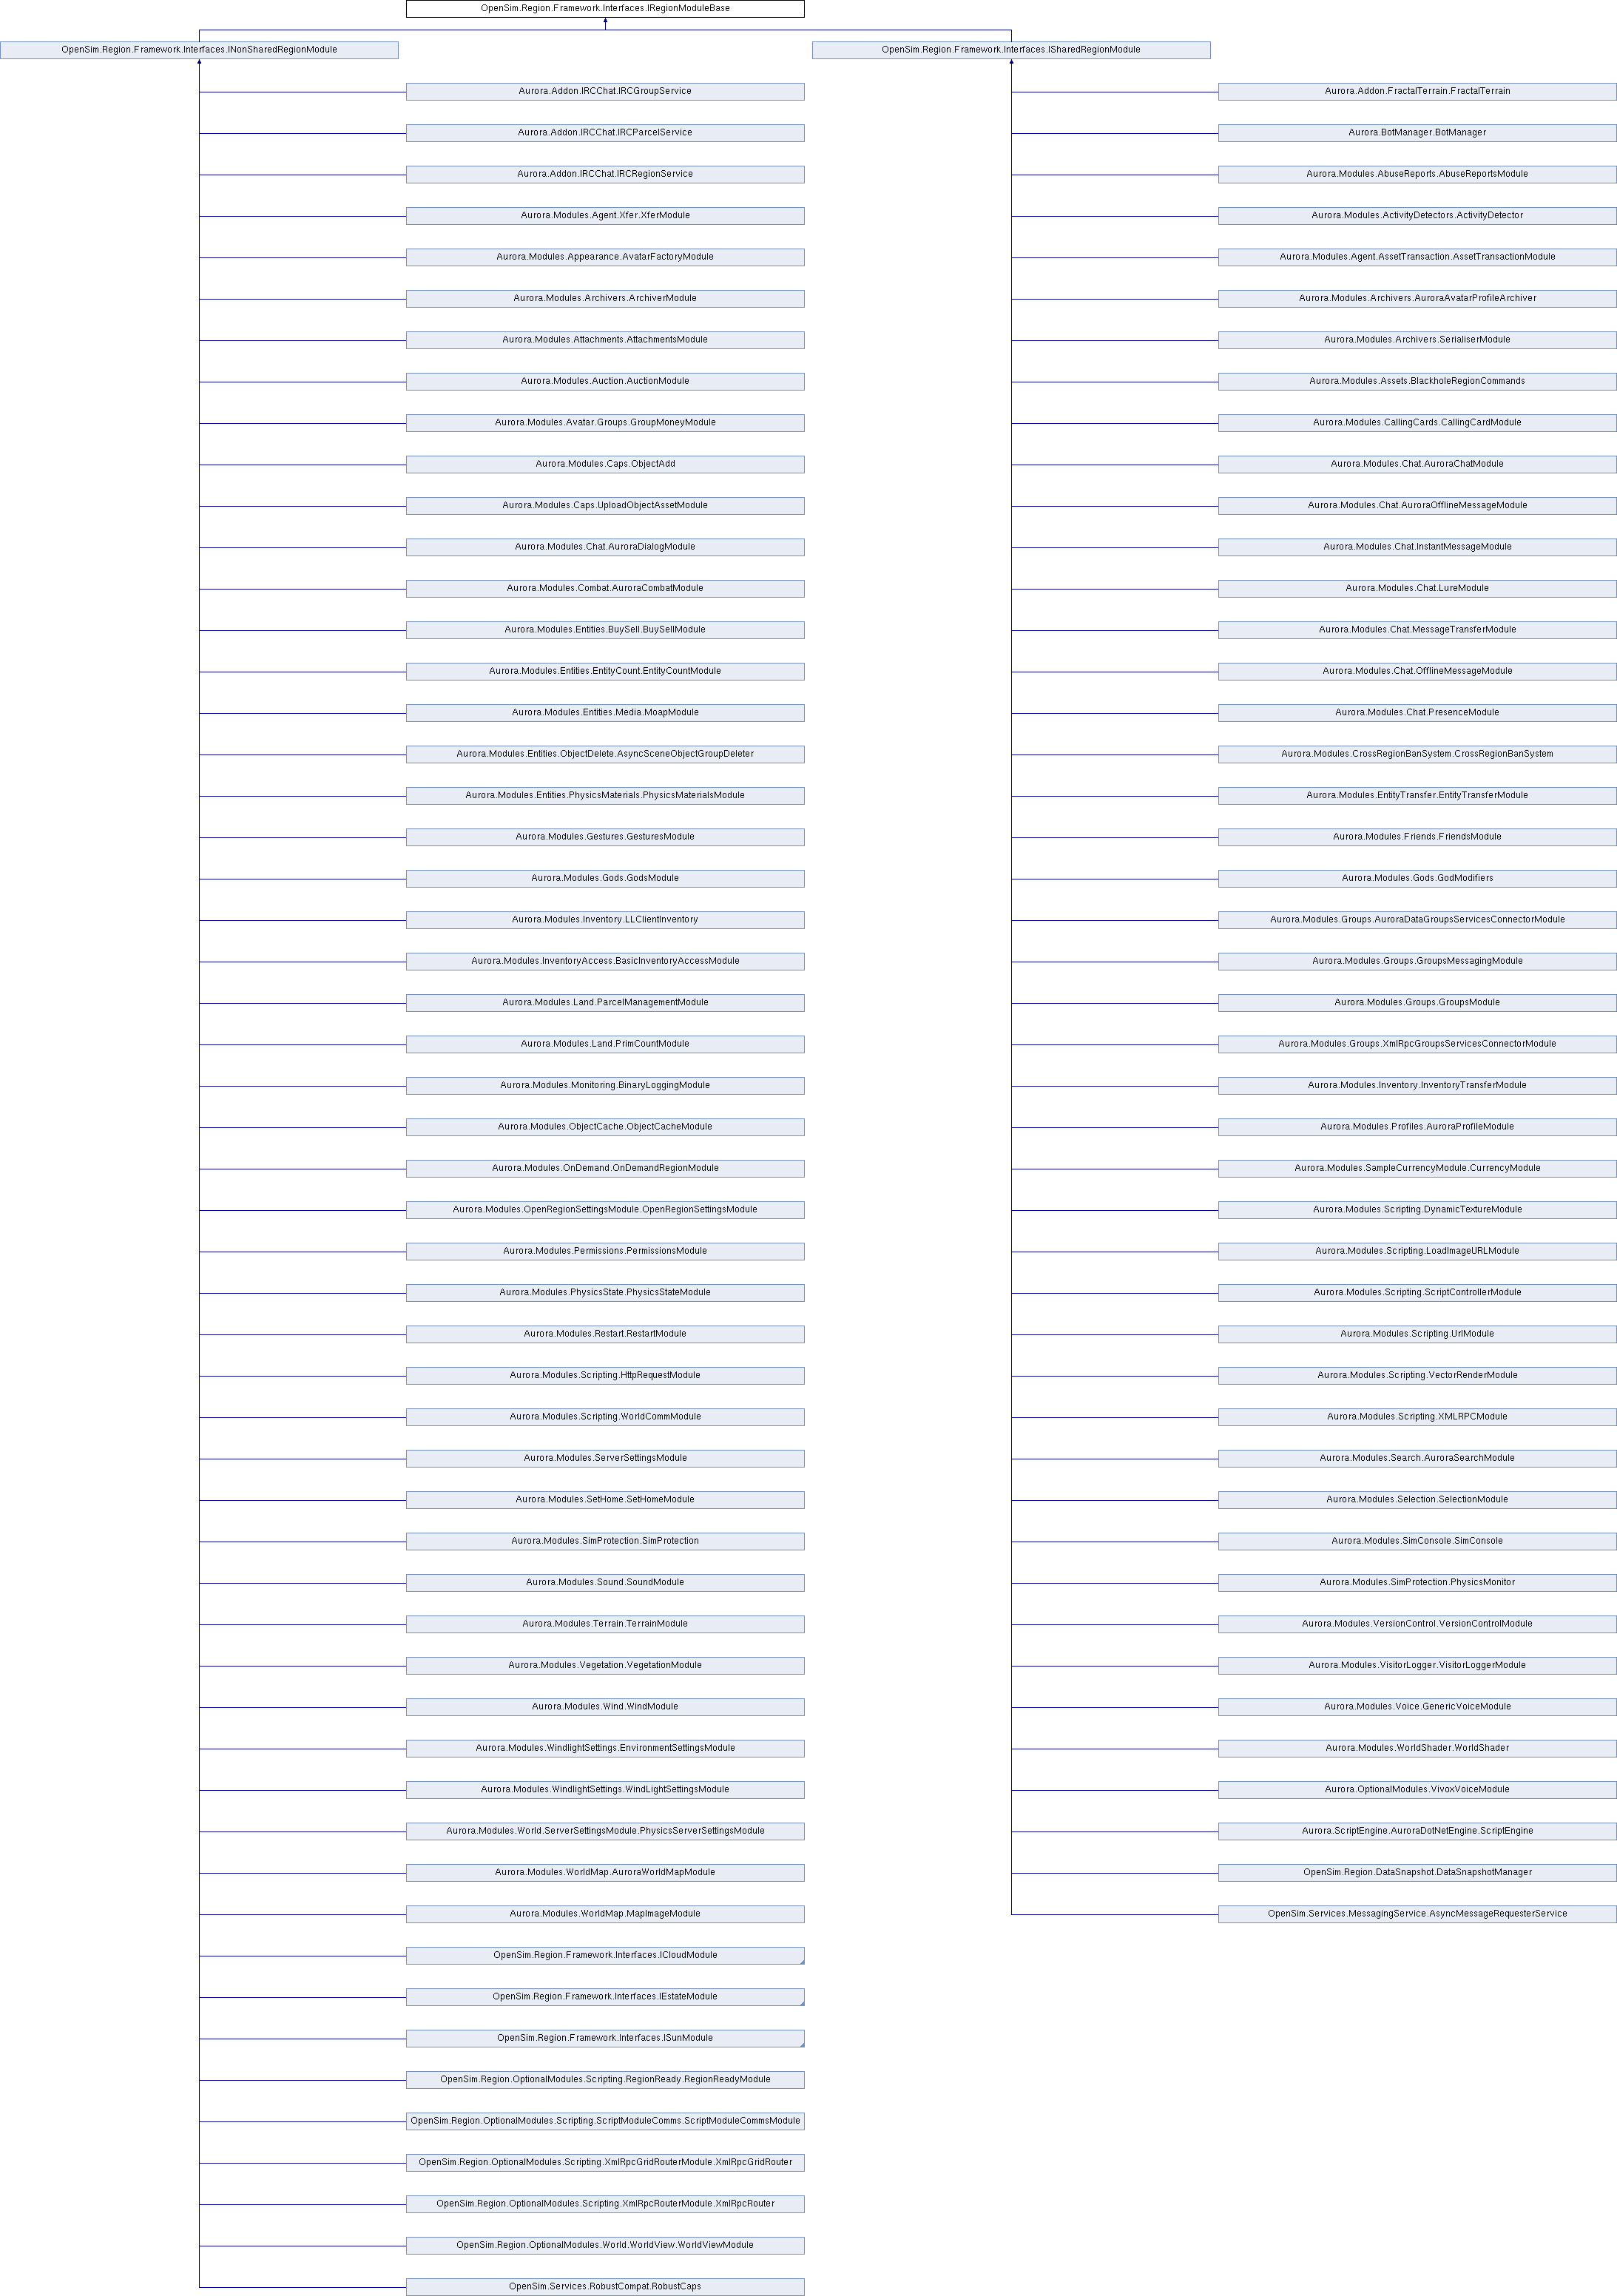 OpenSim.Region.Framework.Interfaces.IRegionModuleBase
OpenSim.Region.Framework.Interfaces.INonSharedRegionModule
OpenSim.Region.Framework.Interfaces.ISharedRegionModule
Aurora.Addon.IRCChat.IRCGroupService
Aurora.Addon.FractalTerrain.FractalTerrain
Aurora.Addon.IRCChat.IRCParcelService
Aurora.BotManager.BotManager
Aurora.Addon.IRCChat.IRCRegionService
Aurora.Modules.AbuseReports.AbuseReportsModule
Aurora.Modules.Agent.Xfer.XferModule
Aurora.Modules.ActivityDetectors.ActivityDetector
Aurora.Modules.Appearance.AvatarFactoryModule
Aurora.Modules.Agent.AssetTransaction.AssetTransactionModule
Aurora.Modules.Archivers.ArchiverModule
Aurora.Modules.Archivers.AuroraAvatarProfileArchiver
Aurora.Modules.Attachments.AttachmentsModule
Aurora.Modules.Archivers.SerialiserModule
Aurora.Modules.Auction.AuctionModule
Aurora.Modules.Assets.BlackholeRegionCommands
Aurora.Modules.Avatar.Groups.GroupMoneyModule
Aurora.Modules.CallingCards.CallingCardModule
Aurora.Modules.Caps.ObjectAdd
Aurora.Modules.Chat.AuroraChatModule
Aurora.Modules.Caps.UploadObjectAssetModule
Aurora.Modules.Chat.AuroraOfflineMessageModule
Aurora.Modules.Chat.AuroraDialogModule
Aurora.Modules.Chat.InstantMessageModule
Aurora.Modules.Combat.AuroraCombatModule
Aurora.Modules.Chat.LureModule
Aurora.Modules.Entities.BuySell.BuySellModule
Aurora.Modules.Chat.MessageTransferModule
Aurora.Modules.Entities.EntityCount.EntityCountModule
Aurora.Modules.Chat.OfflineMessageModule
Aurora.Modules.Entities.Media.MoapModule
Aurora.Modules.Chat.PresenceModule
Aurora.Modules.Entities.ObjectDelete.AsyncSceneObjectGroupDeleter
Aurora.Modules.CrossRegionBanSystem.CrossRegionBanSystem
Aurora.Modules.Entities.PhysicsMaterials.PhysicsMaterialsModule
Aurora.Modules.EntityTransfer.EntityTransferModule
Aurora.Modules.Gestures.GesturesModule
Aurora.Modules.Friends.FriendsModule
Aurora.Modules.Gods.GodsModule
Aurora.Modules.Gods.GodModifiers
Aurora.Modules.Inventory.LLClientInventory
Aurora.Modules.Groups.AuroraDataGroupsServicesConnectorModule
Aurora.Modules.InventoryAccess.BasicInventoryAccessModule
Aurora.Modules.Groups.GroupsMessagingModule
Aurora.Modules.Land.ParcelManagementModule
Aurora.Modules.Groups.GroupsModule
Aurora.Modules.Land.PrimCountModule
Aurora.Modules.Groups.XmlRpcGroupsServicesConnectorModule
Aurora.Modules.Monitoring.BinaryLoggingModule
Aurora.Modules.Inventory.InventoryTransferModule
Aurora.Modules.ObjectCache.ObjectCacheModule
Aurora.Modules.Profiles.AuroraProfileModule
Aurora.Modules.OnDemand.OnDemandRegionModule
Aurora.Modules.SampleCurrencyModule.CurrencyModule
Aurora.Modules.OpenRegionSettingsModule.OpenRegionSettingsModule
Aurora.Modules.Scripting.DynamicTextureModule
Aurora.Modules.Permissions.PermissionsModule
Aurora.Modules.Scripting.LoadImageURLModule
Aurora.Modules.PhysicsState.PhysicsStateModule
Aurora.Modules.Scripting.ScriptControllerModule
Aurora.Modules.Restart.RestartModule
Aurora.Modules.Scripting.UrlModule
Aurora.Modules.Scripting.HttpRequestModule
Aurora.Modules.Scripting.VectorRenderModule
Aurora.Modules.Scripting.WorldCommModule
Aurora.Modules.Scripting.XMLRPCModule
Aurora.Modules.ServerSettingsModule
Aurora.Modules.Search.AuroraSearchModule
Aurora.Modules.SetHome.SetHomeModule
Aurora.Modules.Selection.SelectionModule
Aurora.Modules.SimProtection.SimProtection
Aurora.Modules.SimConsole.SimConsole
Aurora.Modules.Sound.SoundModule
Aurora.Modules.SimProtection.PhysicsMonitor
Aurora.Modules.Terrain.TerrainModule
Aurora.Modules.VersionControl.VersionControlModule
Aurora.Modules.Vegetation.VegetationModule
Aurora.Modules.VisitorLogger.VisitorLoggerModule
Aurora.Modules.Wind.WindModule
Aurora.Modules.Voice.GenericVoiceModule
Aurora.Modules.WindlightSettings.EnvironmentSettingsModule
Aurora.Modules.WorldShader.WorldShader
Aurora.Modules.WindlightSettings.WindLightSettingsModule
Aurora.OptionalModules.VivoxVoiceModule
Aurora.Modules.World.ServerSettingsModule.PhysicsServerSettingsModule
Aurora.ScriptEngine.AuroraDotNetEngine.ScriptEngine
Aurora.Modules.WorldMap.AuroraWorldMapModule
OpenSim.Region.DataSnapshot.DataSnapshotManager
Aurora.Modules.WorldMap.MapImageModule
OpenSim.Services.MessagingService.AsyncMessageRequesterService
OpenSim.Region.Framework.Interfaces.ICloudModule
OpenSim.Region.Framework.Interfaces.IEstateModule
OpenSim.Region.Framework.Interfaces.ISunModule
OpenSim.Region.OptionalModules.Scripting.RegionReady.RegionReadyModule
OpenSim.Region.OptionalModules.Scripting.ScriptModuleComms.ScriptModuleCommsModule
OpenSim.Region.OptionalModules.Scripting.XmlRpcGridRouterModule.XmlRpcGridRouter
OpenSim.Region.OptionalModules.Scripting.XmlRpcRouterModule.XmlRpcRouter
OpenSim.Region.OptionalModules.World.WorldView.WorldViewModule
OpenSim.Services.RobustCompat.RobustCaps